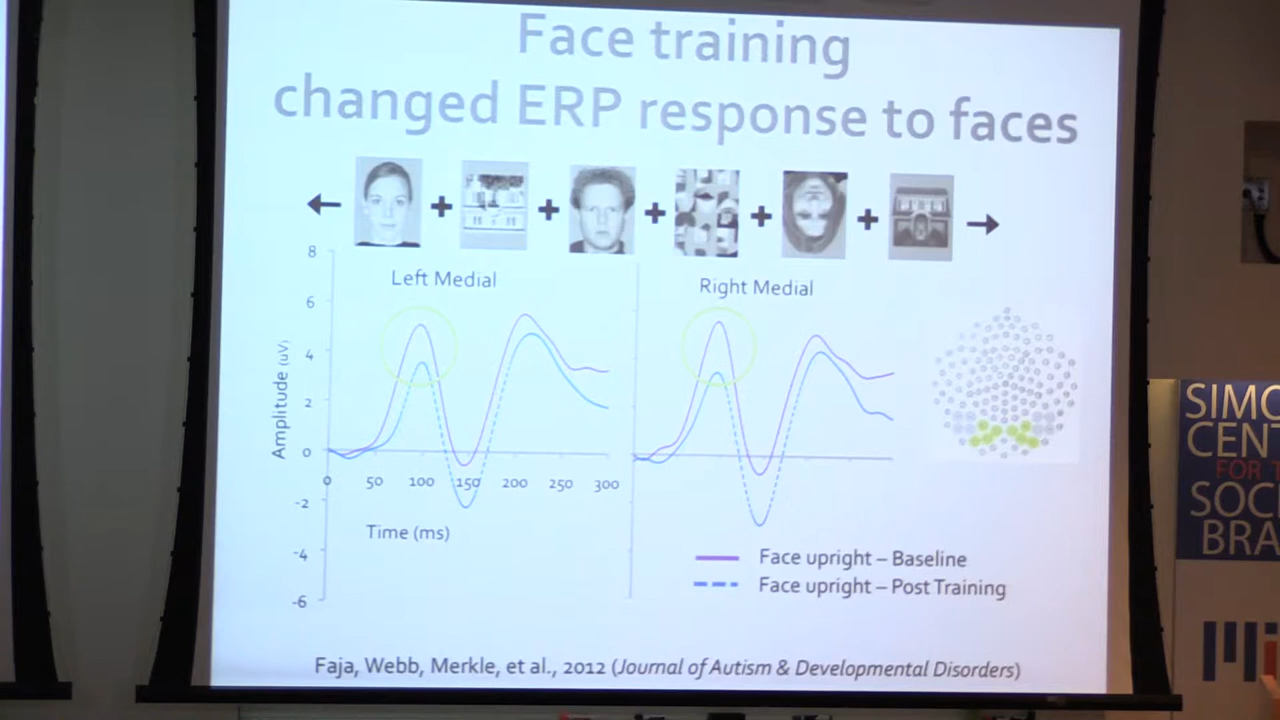 Face training
changed ERP response to faces
Left Medial
Right Medial
8
6
4
2
0
-2
-4
-6
Amplitude (uV)
0 50 100 150 200 250 300
Time (ms)
Face upright – Baseline
Face upright – Post Training
Faja, Webb, Merkle, et al., 2012 (Journal of Autism & Developmental Disorders)
SIMO
CENT
FOR T
SOCI
BRA